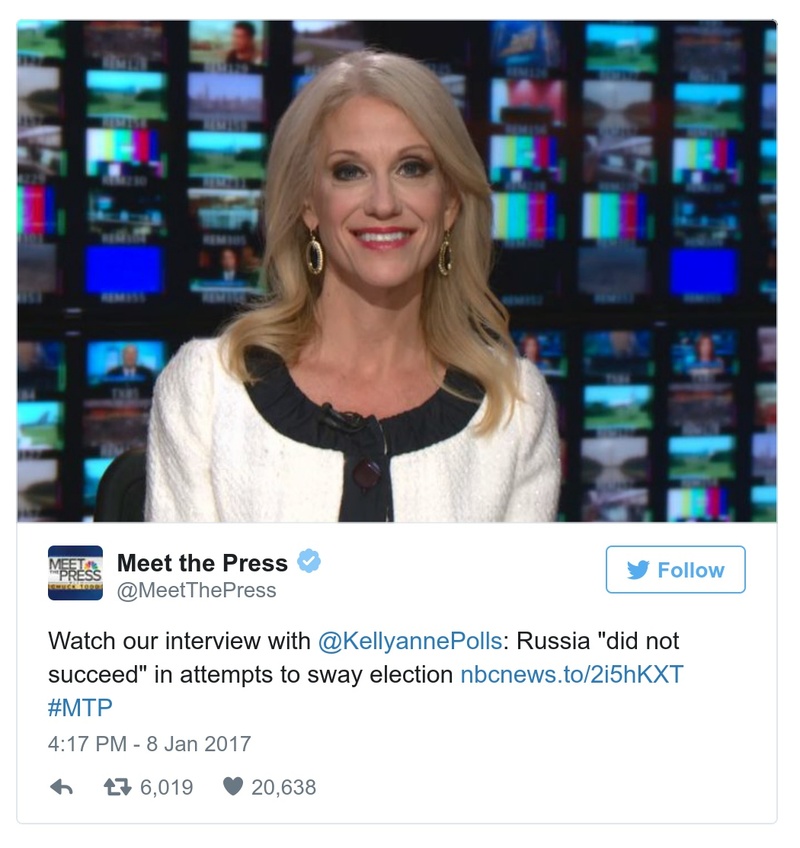 MEET
THE PRESS
CHUCK TODD
Meet the Press
@MeetThePress
Follow
Watch our interview with @KellyannePolls: Russia "did not
succeed" in attempts to sway election nbcnews.to/2i5hKXT
#MTP
4:17 PM - 8 Jan 2017
6,019 20,638